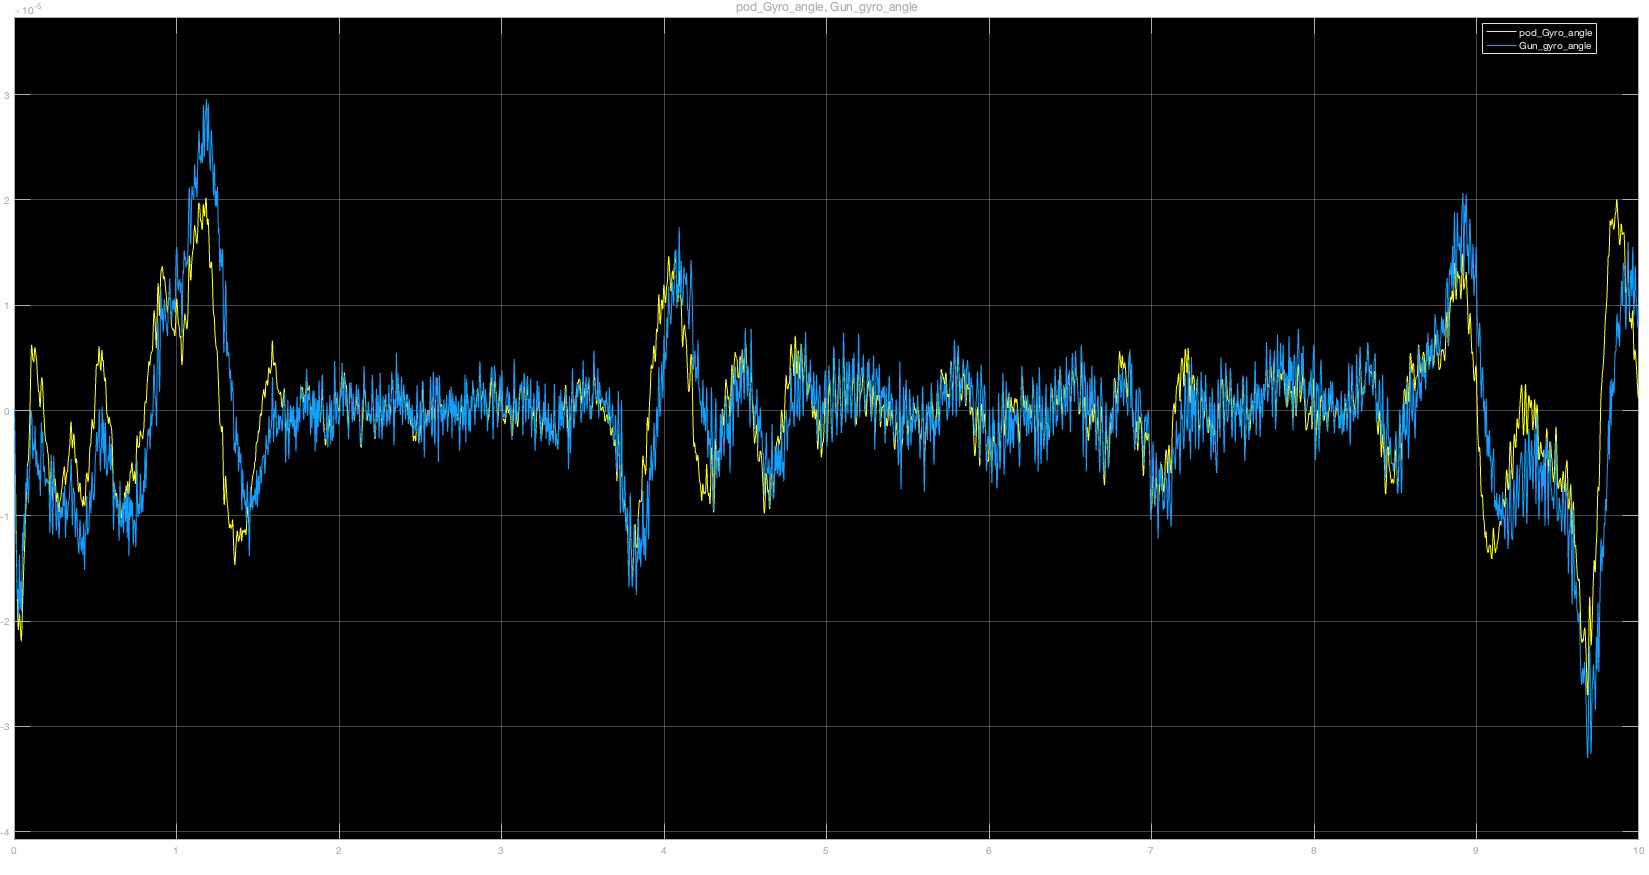 pod_Gyro_angle, Gun_gyro_angle
×10⁻⁵
pod_Gyro_angle
Gun_gyro_angle
3
2
1
0
-1
-2
-3
-4
0 1 2 3 4 5 6 7 8 9 10